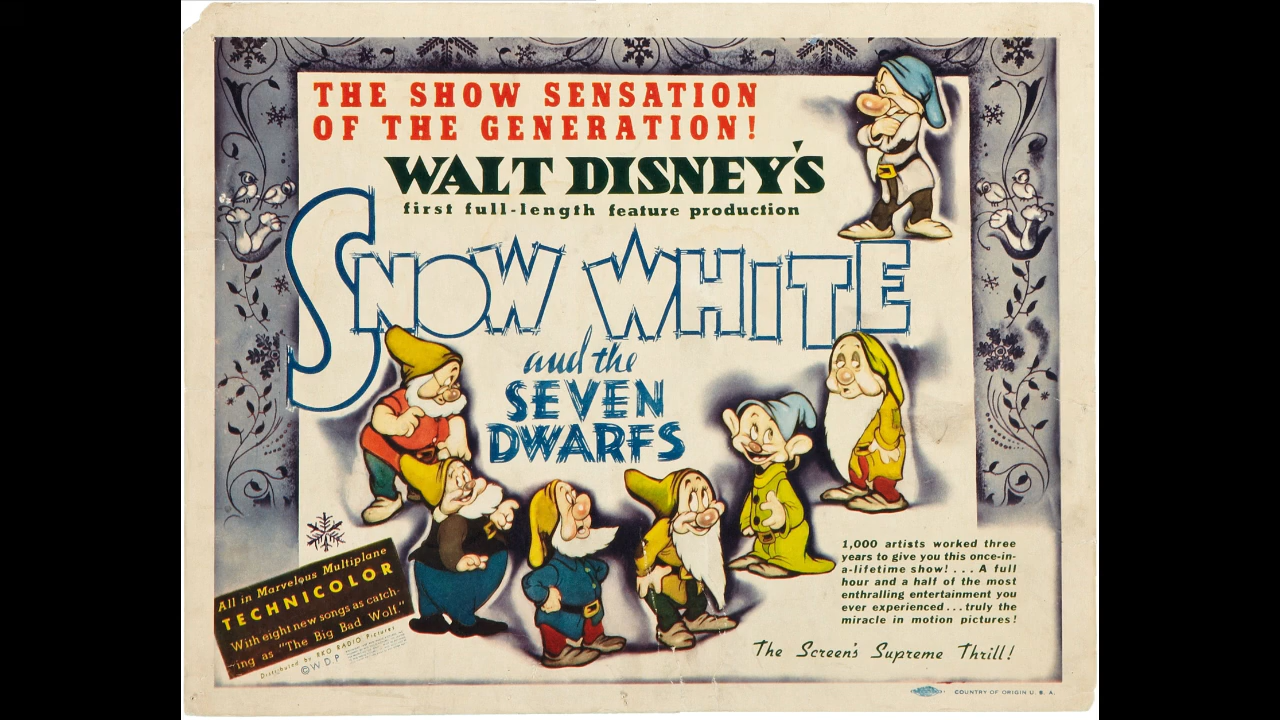 THE SHOW SENSATION
OF THE GENERATION!
WALT DISNEY'S
first full-length feature production
SNOW WHITE
and the
SEVEN
DWARFS
All in Marvelous Multiplane
TECHNICOLOR
With eight new songs as catch-
ing as "The Big Bad Wolf."
Distributed by RKO RADIO Pictures
© W.D.P
1,000 artists worked three
years to give you this once-in-
a-lifetime show! . . . A full
hour and a half of the most
enthralling entertainment you
ever experienced . . . truly the
miracle in motion pictures!
The Screen's Supreme Thrill!
COUNTRY OF ORIGIN U. S. A.